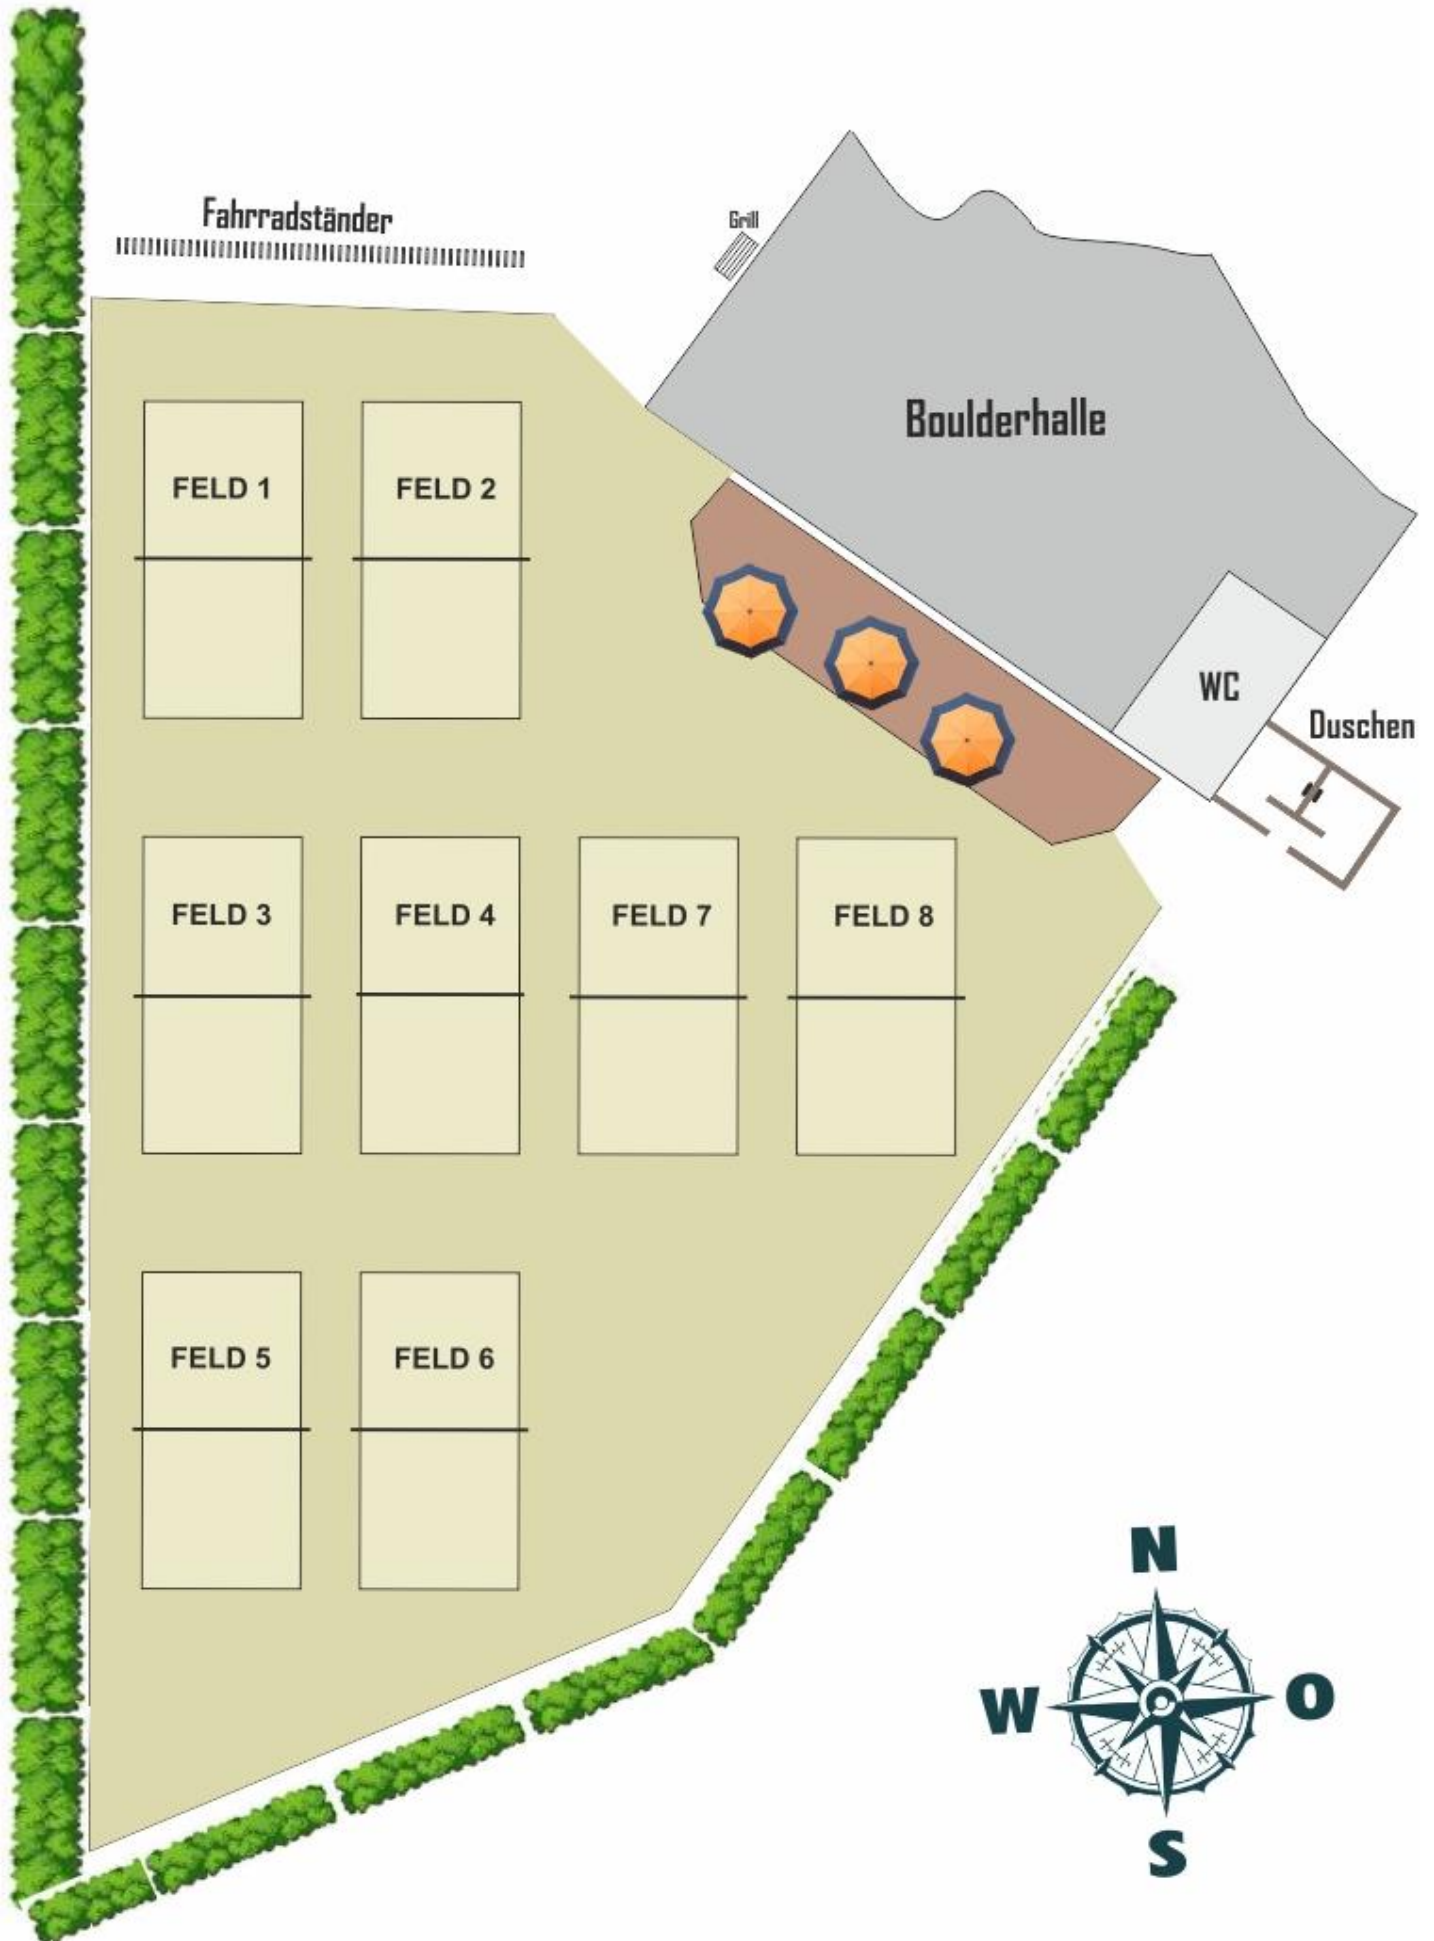 Fahrradständer
Grill
Boulderhalle
FELD 1
FELD 2
WC
Duschen
FELD 3
FELD 4
FELD 7
FELD 8
FELD 5
FELD 6
N
W
O
S